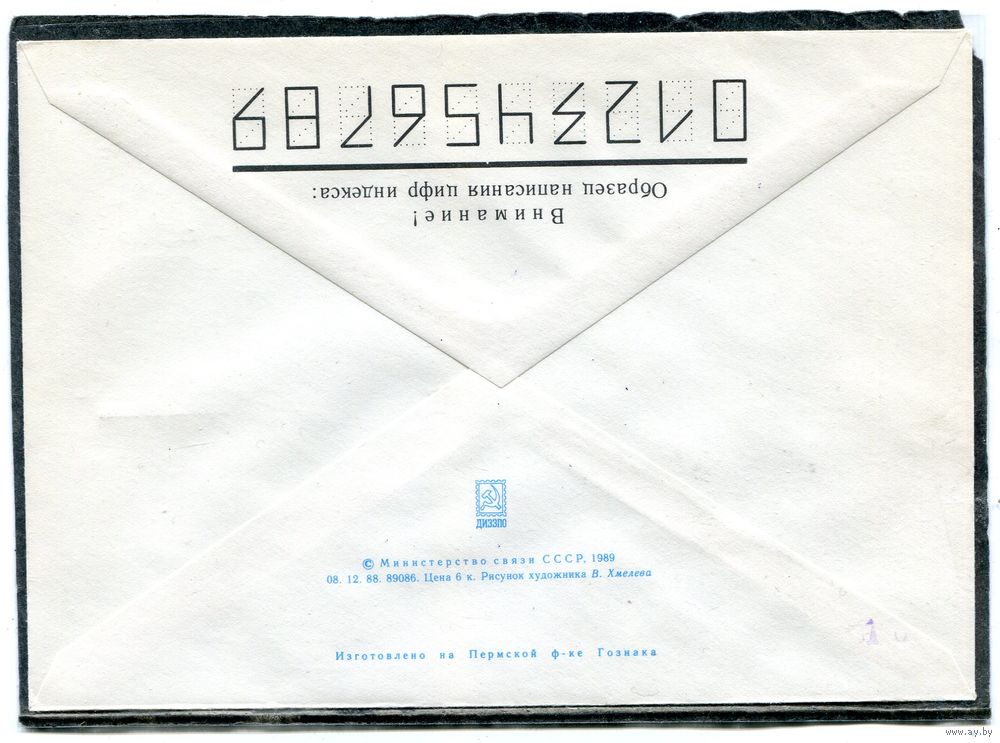 Внимание!
Образец написания цифр индекса:
0123456789
ДИЭЗПО
© Министерство связи СССР, 1989
08. 12. 88. 89086. Цена 6 к. Рисунок художника В. Хмелева
Изготовлено на Пермской ф-ке Гознака
www.ay.by